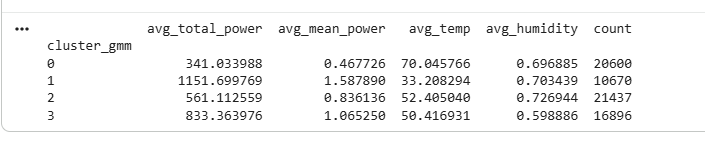 ••• avg_total_power avg_mean_power avg_temp avg_humidity count
cluster_gmm
0 341.033988 0.467726 70.045766 0.696885 20600
1 1151.699769 1.587890 33.208294 0.703439 10670
2 561.112559 0.836136 52.405040 0.726944 21437
3 833.363976 1.065250 50.416931 0.598886 16896